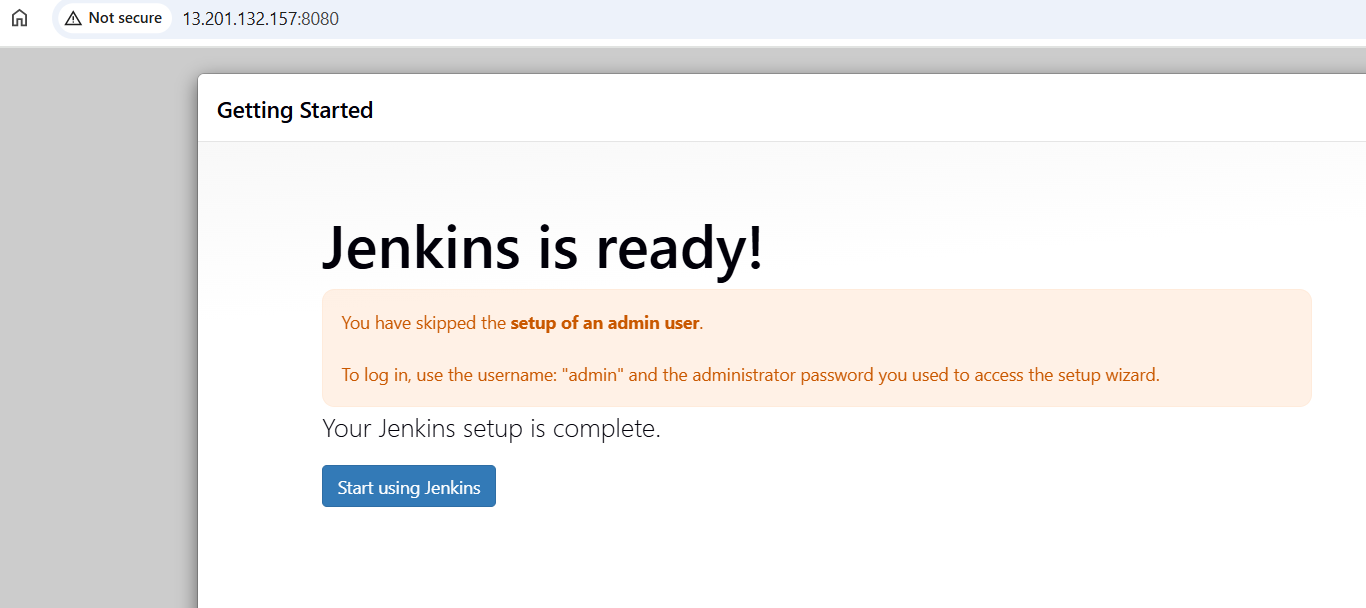 Not secure 13.201.132.157:8080
Getting Started
Jenkins is ready!
You have skipped the setup of an admin user.
To log in, use the username: "admin" and the administrator password you used to access the setup wizard.
Your Jenkins setup is complete.
Start using Jenkins